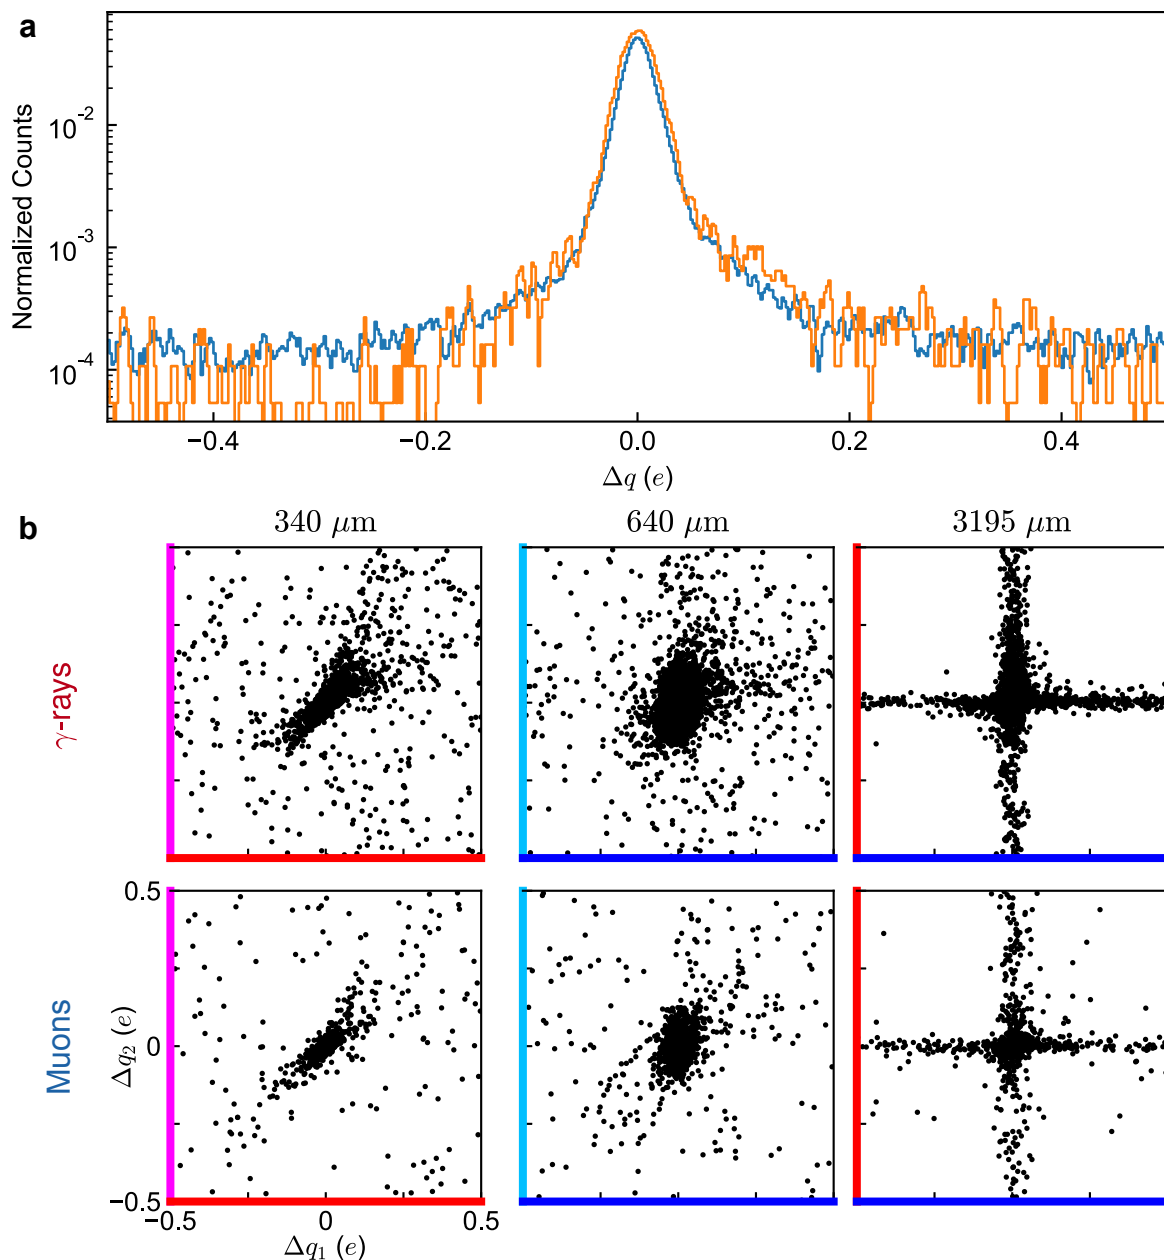 a
Normalized Counts
10⁻²
10⁻³
10⁻⁴
−0.4 −0.2 0.0 0.2 0.4
Δq (e)
b
340 μm 640 μm 3195 μm
γ-rays
Muons
Δq₂ (e)
0.5
0
−0.5
−0.5 0 0.5
Δq₁ (e)